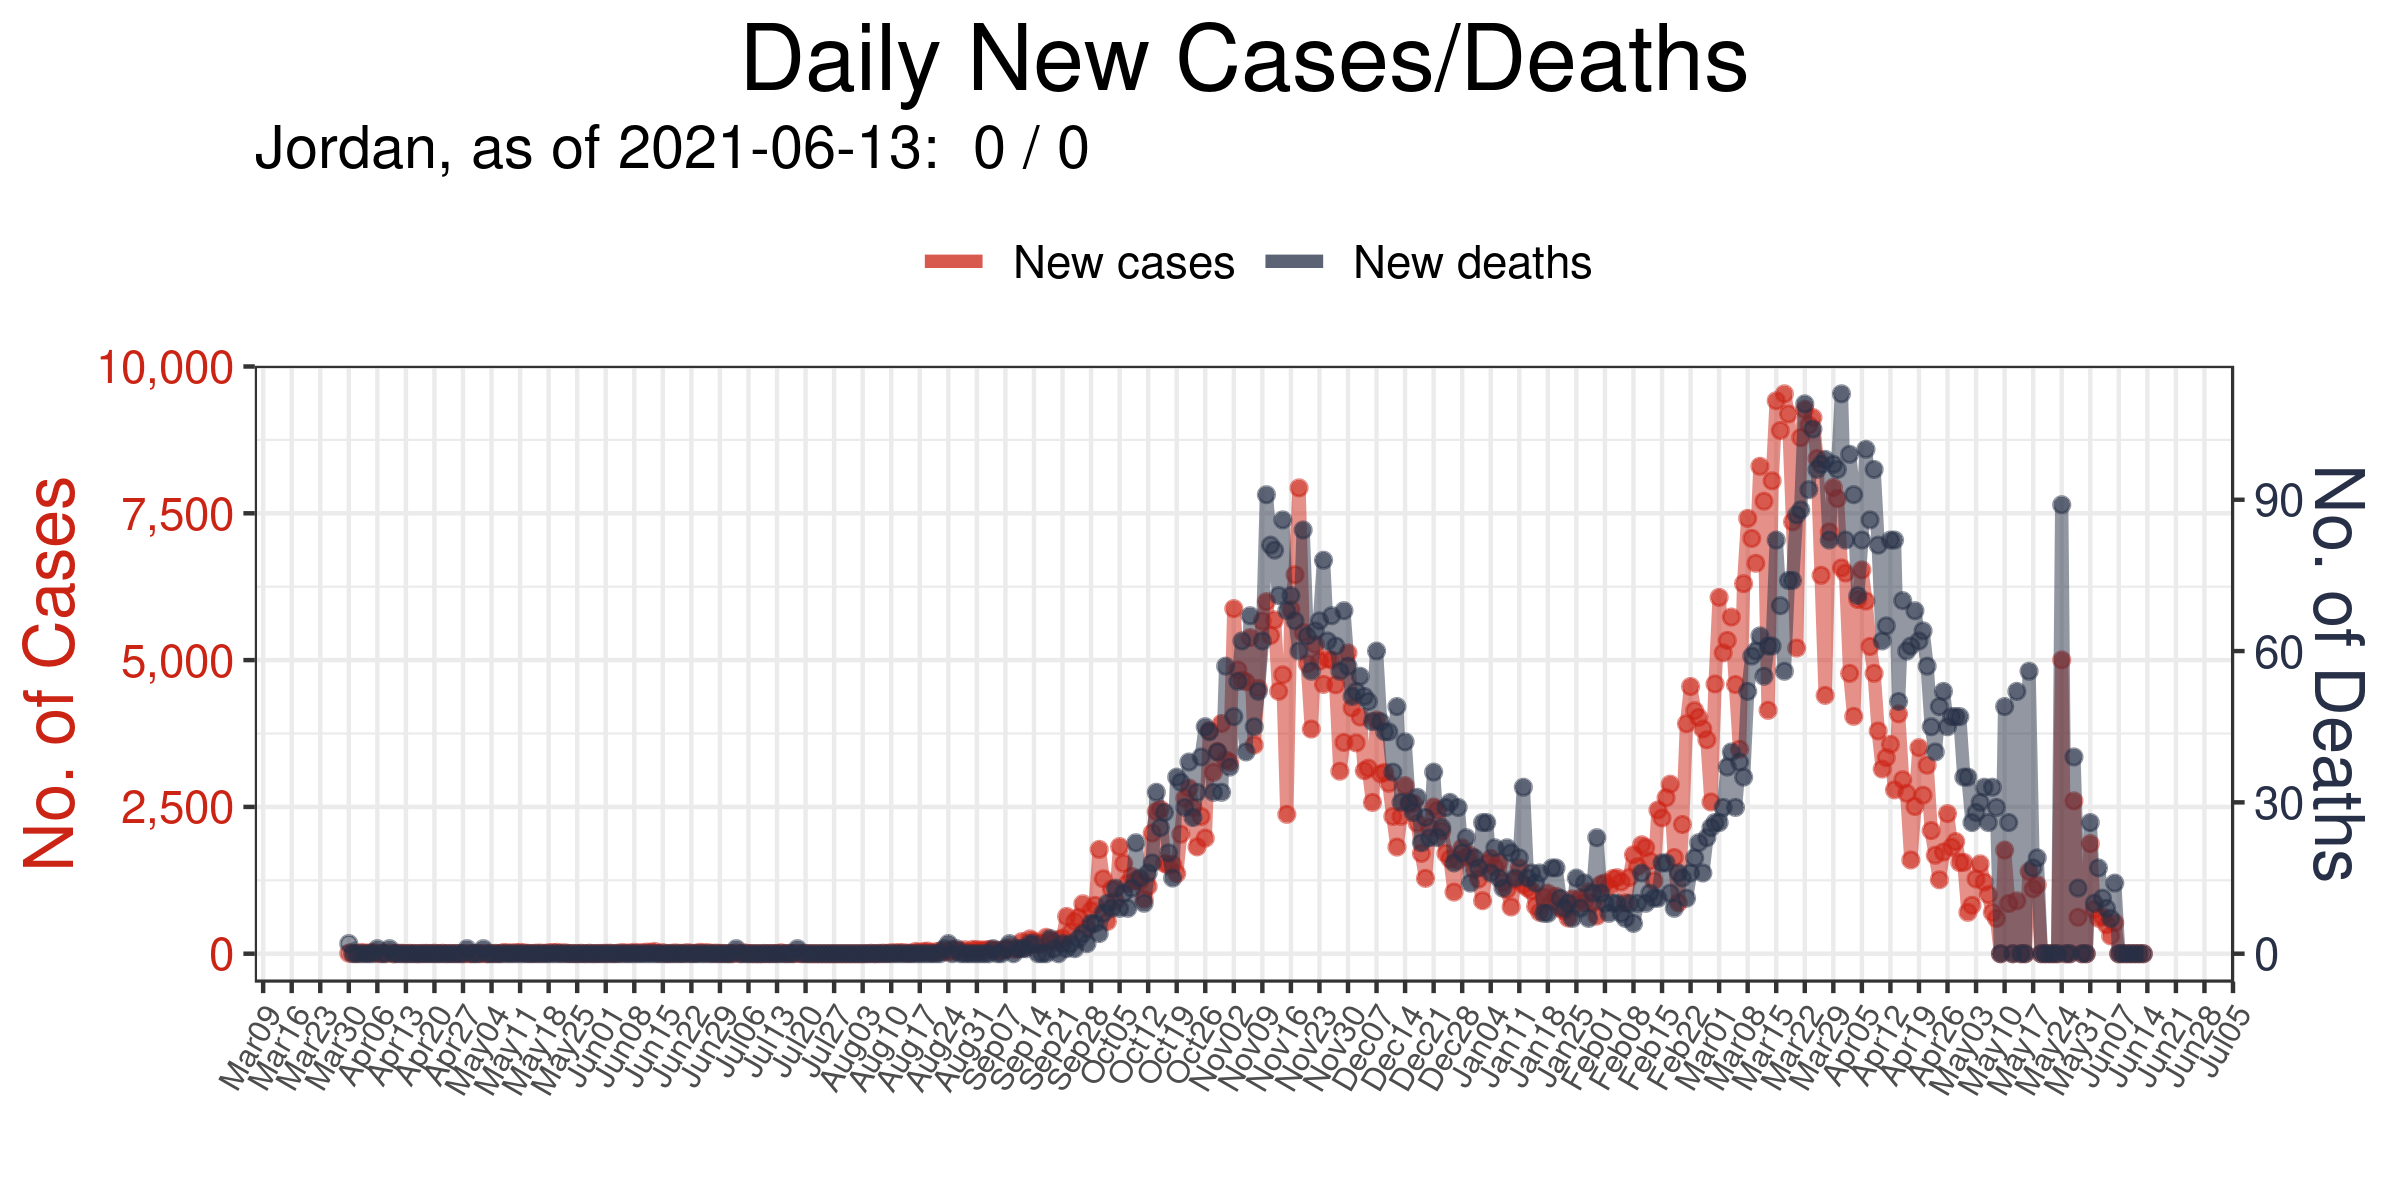 Daily New Cases/Deaths
Jordan, as of 2021-06-13:  0 / 0
New cases
New deaths
No. of Cases
10,000
7,500
5,000
2,500
0
90
60
30
0
No. of Deaths
Mar09
Mar16
Mar23
Mar30
Apr06
Apr13
Apr20
Apr27
May04
May11
May18
May25
Jun01
Jun08
Jun15
Jun22
Jun29
Jul06
Jul13
Jul20
Jul27
Aug03
Aug10
Aug17
Aug24
Aug31
Sep07
Sep14
Sep21
Sep28
Oct05
Oct12
Oct19
Oct26
Nov02
Nov09
Nov16
Nov23
Nov30
Dec07
Dec14
Dec21
Dec28
Jan04
Jan11
Jan18
Jan25
Feb01
Feb08
Feb15
Feb22
Mar01
Mar08
Mar15
Mar22
Mar29
Apr05
Apr12
Apr19
Apr26
May03
May10
May17
May24
May31
Jun07
Jun14
Jun21
Jun28
Jul05